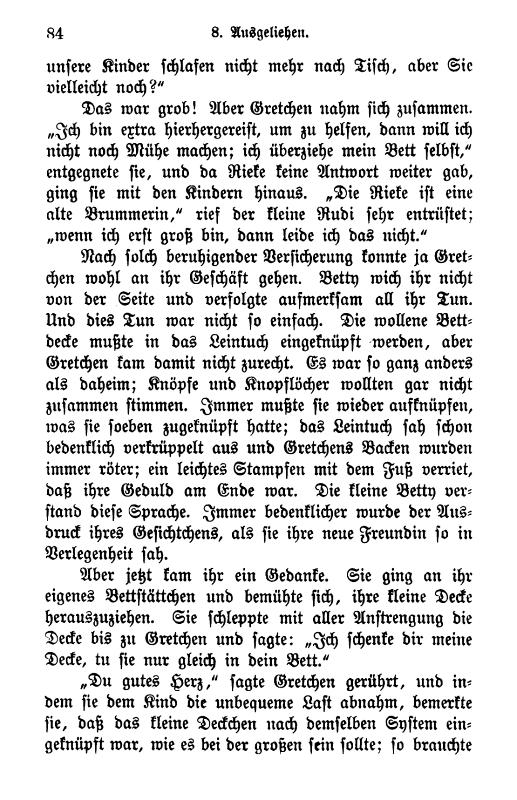 84 8. Ausgeliehen.
unsere Kinder schlafen nicht mehr nach Tisch, aber Sie
vielleicht noch?“
Das war grob! Aber Gretchen nahm sich zusammen.
„Ich bin extra hierhergereist, um zu helfen, dann will ich
nicht noch Mühe machen; ich überziehe mein Bett selbst,“
entgegnete sie, und da Rieke keine Antwort weiter gab,
ging sie mit den Kindern hinaus. „Die Rieke ist eine
alte Brummerin,“ rief der kleine Rudi sehr entrüstet;
„wenn ich erst groß bin, dann leide ich das nicht.“
Nach solch beruhigender Versicherung konnte ja Gret-
chen wohl an ihr Geschäft gehen. Betty wich ihr nicht
von der Seite und verfolgte aufmerksam all ihr Tun.
Und dies Tun war nicht so einfach. Die wollene Bett-
decke mußte in das Leintuch eingeknüpft werden, aber
Gretchen kam damit nicht zurecht. Es war so ganz anders
als daheim; Knöpfe und Knopflöcher wollten gar nicht
zusammen stimmen. Immer mußte sie wieder aufknüpfen,
was sie soeben zugeknüpft hatte; das Leintuch sah schon
bedenklich verkrüppelt aus und Gretchens Backen wurden
immer röter; ein leichtes Stampfen mit dem Fuß verriet,
daß ihre Geduld am Ende war. Die kleine Betty ver-
stand diese Sprache. Immer bedenklicher wurde der Aus-
druck ihres Gesichtchens, als sie ihre neue Freundin so in
Verlegenheit sah.
Aber jetzt kam ihr ein Gedanke. Sie ging an ihr
eigenes Bettstättchen und bemühte sich, ihre kleine Decke
herauszuziehen. Sie schleppte mit aller Anstrengung die
Decke bis zu Gretchen und sagte: „Ich schenke dir meine
Decke, tu sie nur gleich in dein Bett.“
„Du gutes Herz,“ sagte Gretchen gerührt, und in-
dem sie dem Kind die unbequeme Last abnahm, bemerkte
sie, daß das kleine Deckchen nach demselben System ein-
geknüpft war, wie es bei der großen sein sollte; so brauchte